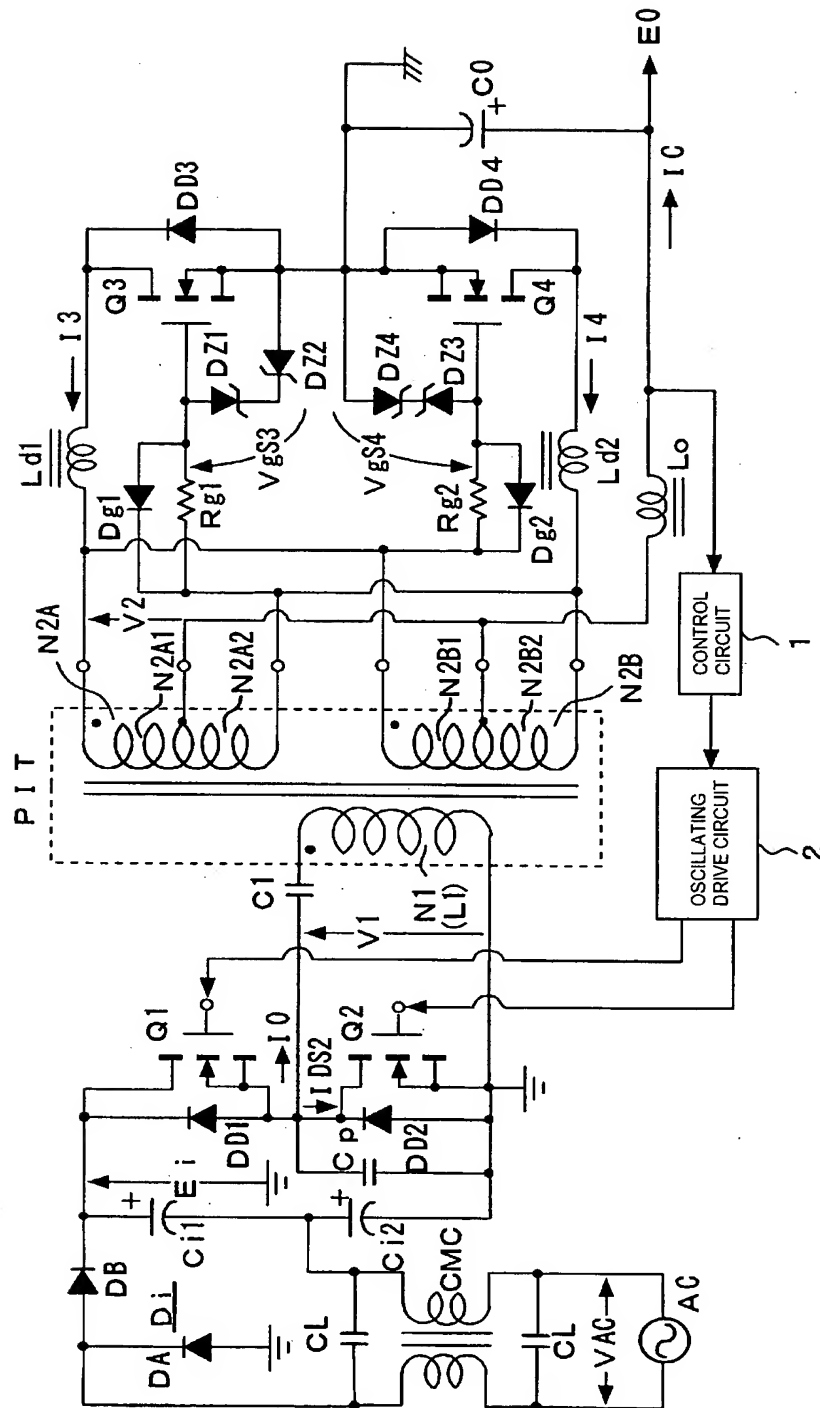 PIT
N2A
N2A1
N2A2
N2B1
N2B2
N2B
V2
Ld1
I3
Dg1
Rg1
VgS3
DZ1
DZ2
Q3
DD3
VgS4
DZ4
DZ3
Rg2
Dg2
Q4
DD4
Ld2
I4
C0
+
E0
IC
Lo
CONTROL CIRCUIT
1
OSCILLATING DRIVE CIRCUIT
2
C1
N1
(L1)
V1
Q1
I0
IDS2
Q2
DD1
DD2
Cp
Ei
+
Ci1
+
Ci2
DB
Di
DA
CL
CMC
CL
VAC
AC